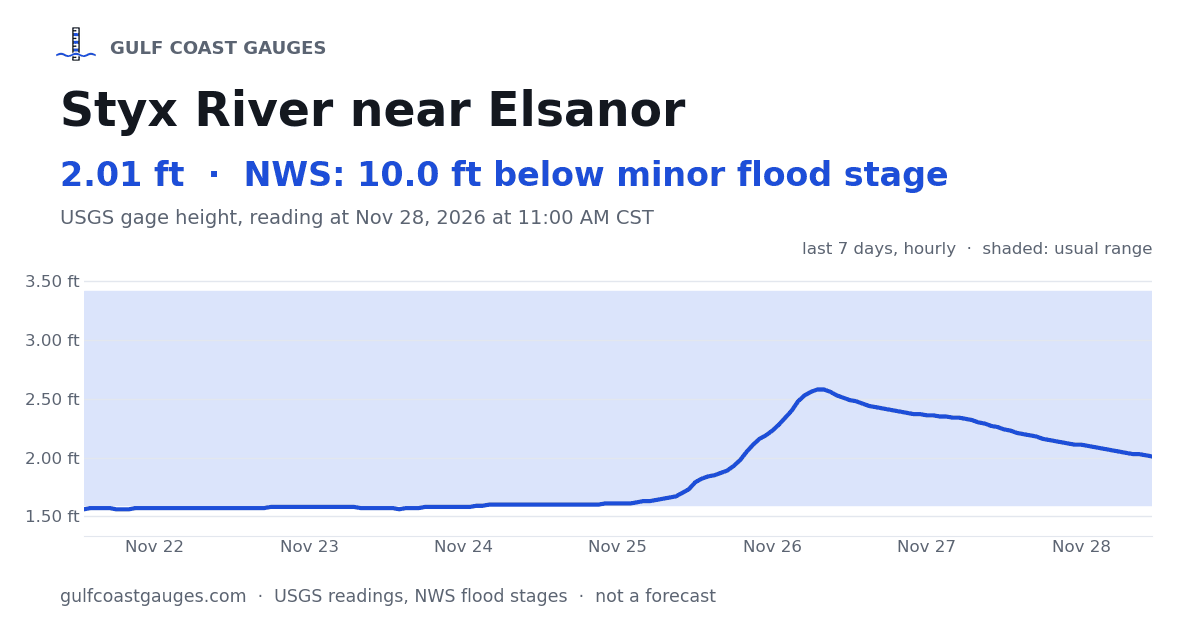 GULF COAST GAUGES
Styx River near Elsanor
2.01 ft · NWS: 10.0 ft below minor flood stage
USGS gage height, reading at Nov 28, 2026 at 11:00 AM CST
last 7 days, hourly · shaded: usual range
3.50 ft
3.00 ft
2.50 ft
2.00 ft
1.50 ft
Nov 22 Nov 23 Nov 24 Nov 25 Nov 26 Nov 27 Nov 28
gulfcoastgauges.com · USGS readings, NWS flood stages · not a forecast